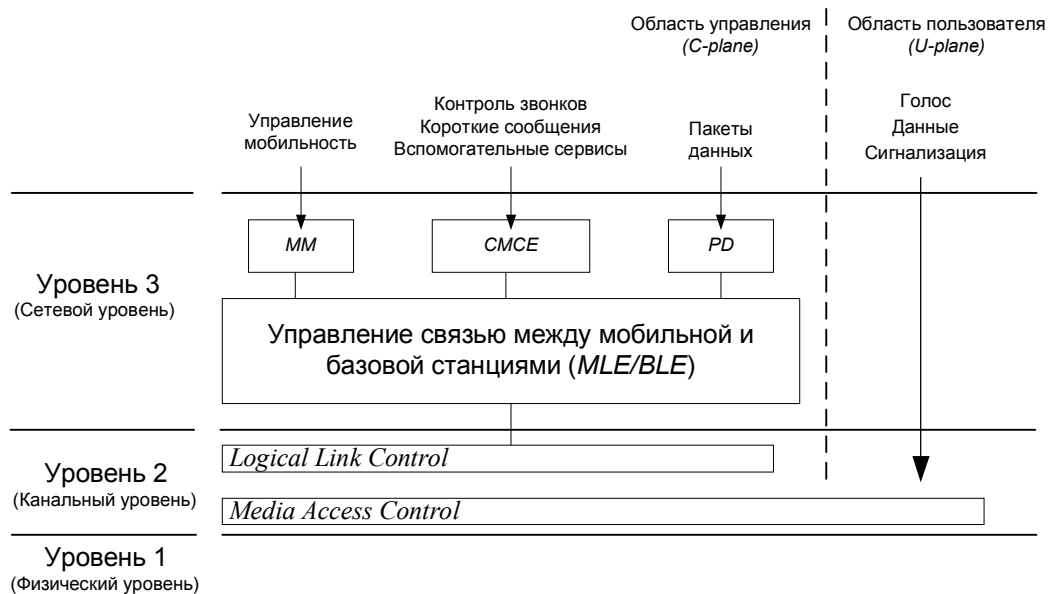 Область управления
(C-plane)
Область пользователя
(U-plane)
Управление
мобильность
Контроль звонков
Короткие сообщения
Вспомогательные сервисы
Пакеты
данных
Голос
Данные
Сигнализация
Уровень 3
(Сетевой уровень)
MM
CMCE
PD
Управление связью между мобильной и
базовой станциями (MLE/BLE)
Уровень 2
(Канальный уровень)
Logical Link Control
Media Access Control
Уровень 1
(Физический уровень)